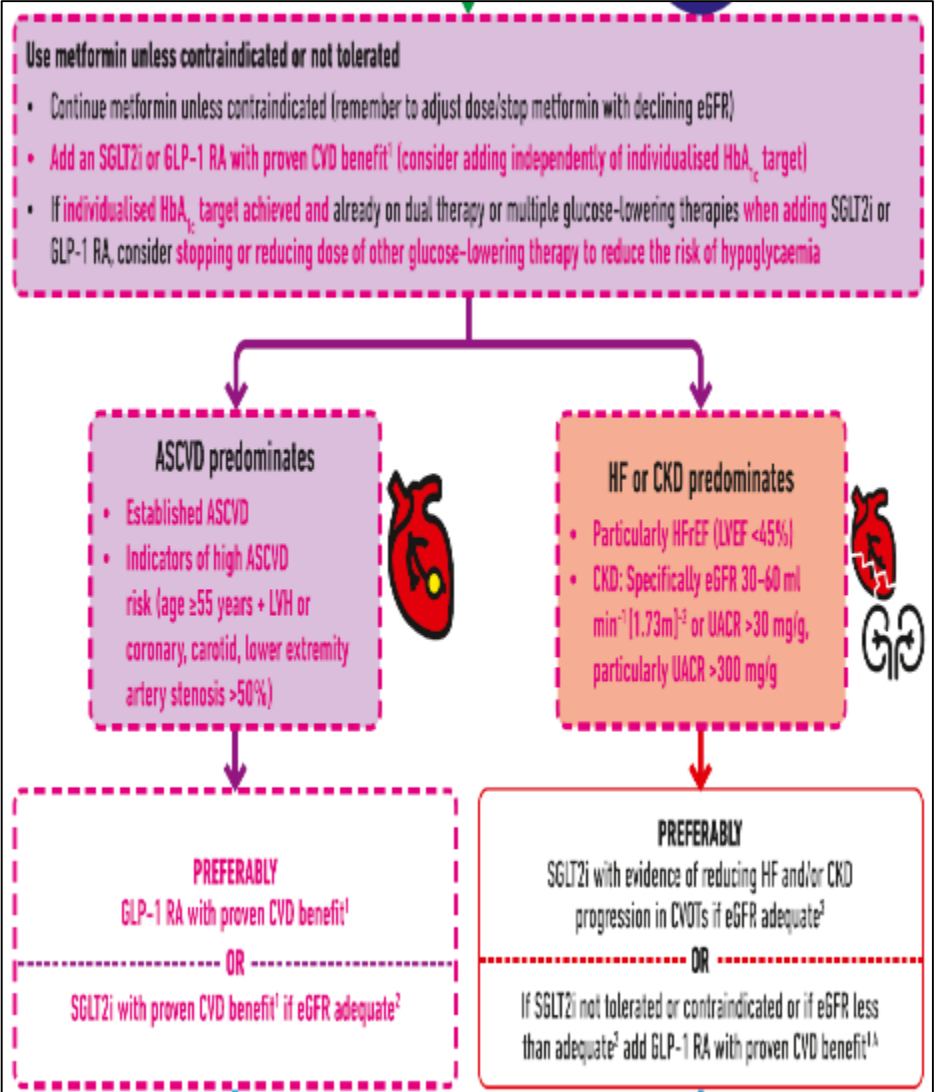 Use metformin unless contraindicated or not tolerated
• Continue metformin unless contraindicated (remember to adjust dose/stop metformin with declining eGFR)
• Add an SGLT2i or GLP-1 RA with proven CVD benefit¹ (consider adding independently of individualised HbA1c target)
• If individualised HbA1c target achieved and already on dual therapy or multiple glucose-lowering therapies when adding SGLT2i or
GLP-1 RA, consider stopping or reducing dose of other glucose-lowering therapy to reduce the risk of hypoglycaemia
ASCVD predominates
• Established ASCVD
• Indicators of high ASCVD
risk (age ≥55 years + LVH or
coronary, carotid, lower extremity
artery stenosis >50%)
HF or CKD predominates
• Particularly HFrEF (LVEF <45%)
• CKD: Specifically eGFR 30–60 ml
min⁻¹ [1.73m]⁻² or UACR >30 mg/g,
particularly UACR >300 mg/g
PREFERABLY
GLP-1 RA with proven CVD benefit¹
OR
SGLT2i with proven CVD benefit¹ if eGFR adequate²
PREFERABLY
SGLT2i with evidence of reducing HF and/or CKD
progression in CVOTs if eGFR adequate³
OR
If SGLT2i not tolerated or contraindicated or if eGFR less
than adequate² add GLP-1 RA with proven CVD benefit¹